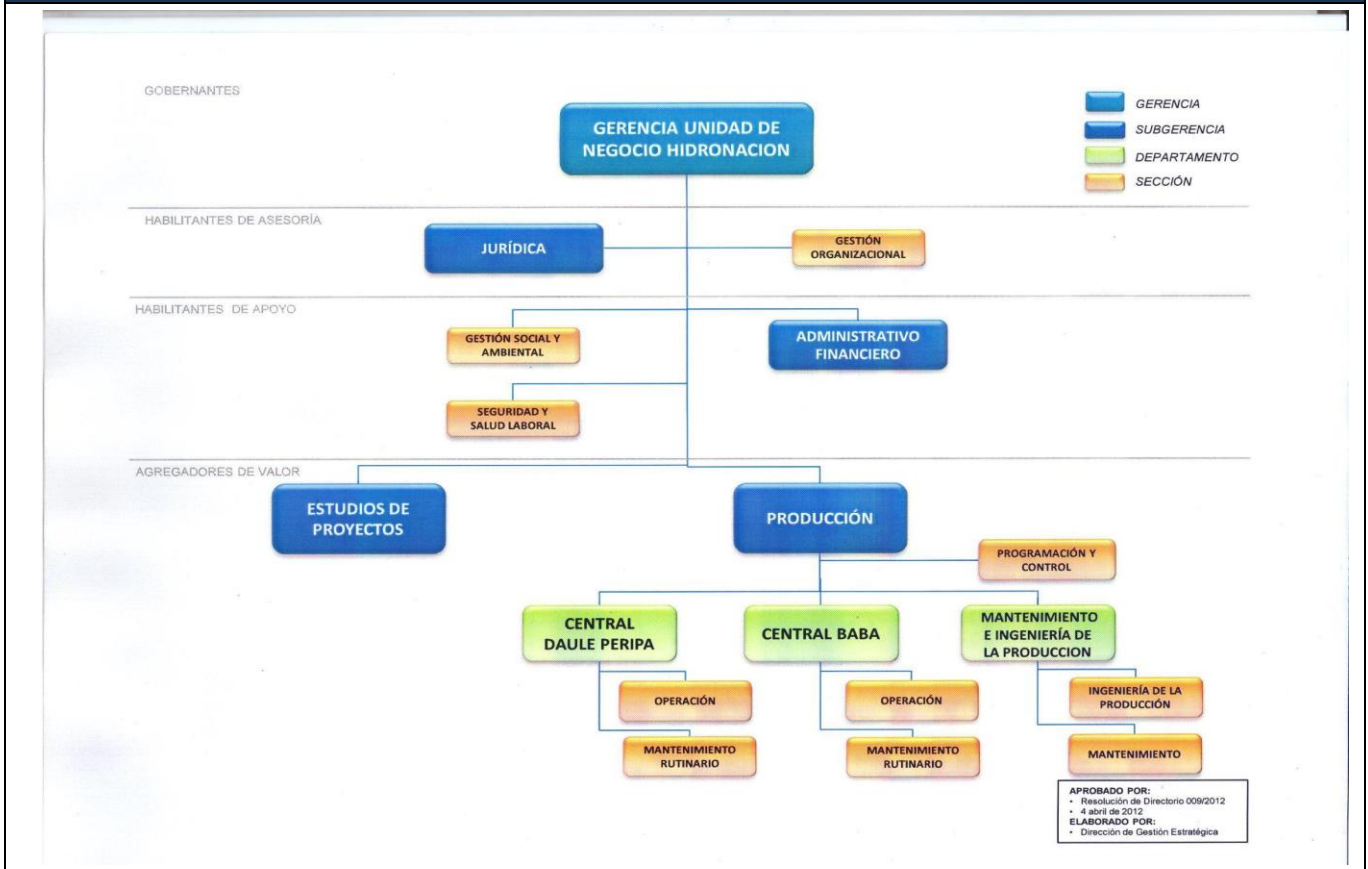 GOBERNANTES
GERENCIA UNIDAD DE
NEGOCIO HIDRONACION
GERENCIA
SUBGERENCIA
DEPARTAMENTO
SECCIÓN
HABILITANTES DE ASESORÍA
JURÍDICA
GESTIÓN
ORGANIZACIONAL
HABILITANTES DE APOYO
GESTIÓN SOCIAL Y
AMBIENTAL
ADMINISTRATIVO
FINANCIERO
SEGURIDAD Y
SALUD LABORAL
AGREGADORES DE VALOR
ESTUDIOS DE
PROYECTOS
PRODUCCIÓN
PROGRAMACIÓN Y
CONTROL
CENTRAL
DAULE PERIPA
CENTRAL BABA
MANTENIMIENTO
E INGENIERÍA DE
LA PRODUCCION
OPERACIÓN
OPERACIÓN
INGENIERÍA DE LA
PRODUCCIÓN
MANTENIMIENTO
RUTINARIO
MANTENIMIENTO
RUTINARIO
MANTENIMIENTO
APROBADO POR:
• Resolución de Directorio 009/2012
• 4 abril de 2012
ELABORADO POR:
• Dirección de Gestión Estratégica